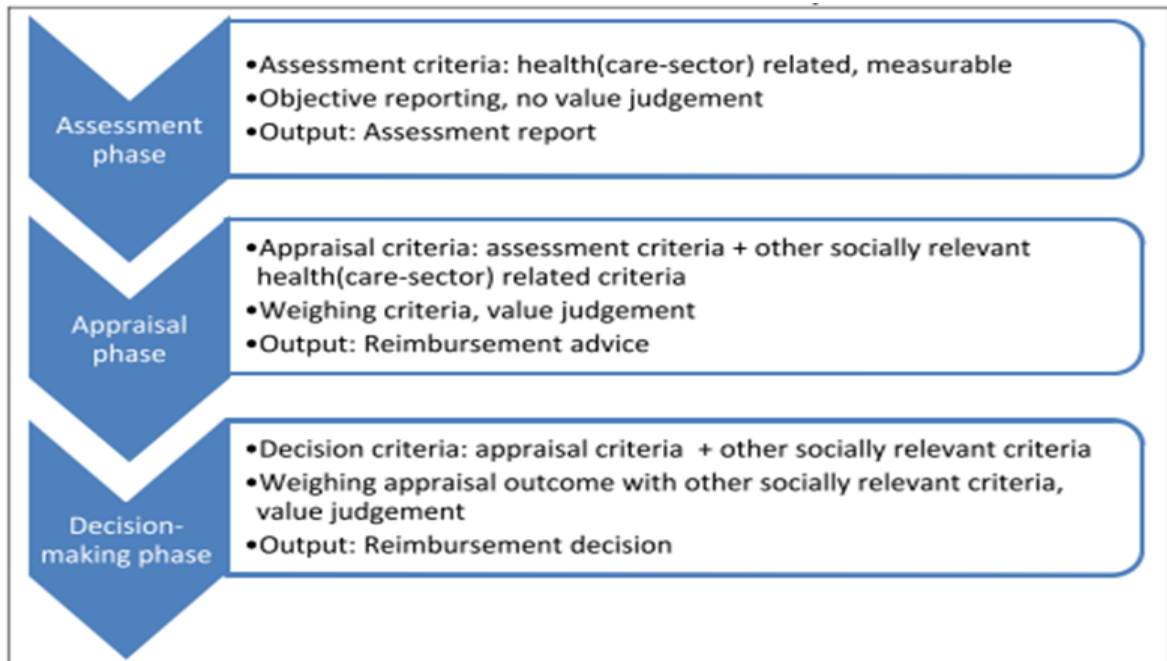 Assessment
phase
•Assessment criteria: health(care-sector) related, measurable
•Objective reporting, no value judgement
•Output: Assessment report
Appraisal
phase
•Appraisal criteria: assessment criteria + other socially relevant
health(care-sector) related criteria
•Weighing criteria, value judgement
•Output: Reimbursement advice
Decision-
making phase
•Decision criteria: appraisal criteria + other socially relevant criteria
•Weighing appraisal outcome with other socially relevant criteria,
value judgement
•Output: Reimbursement decision